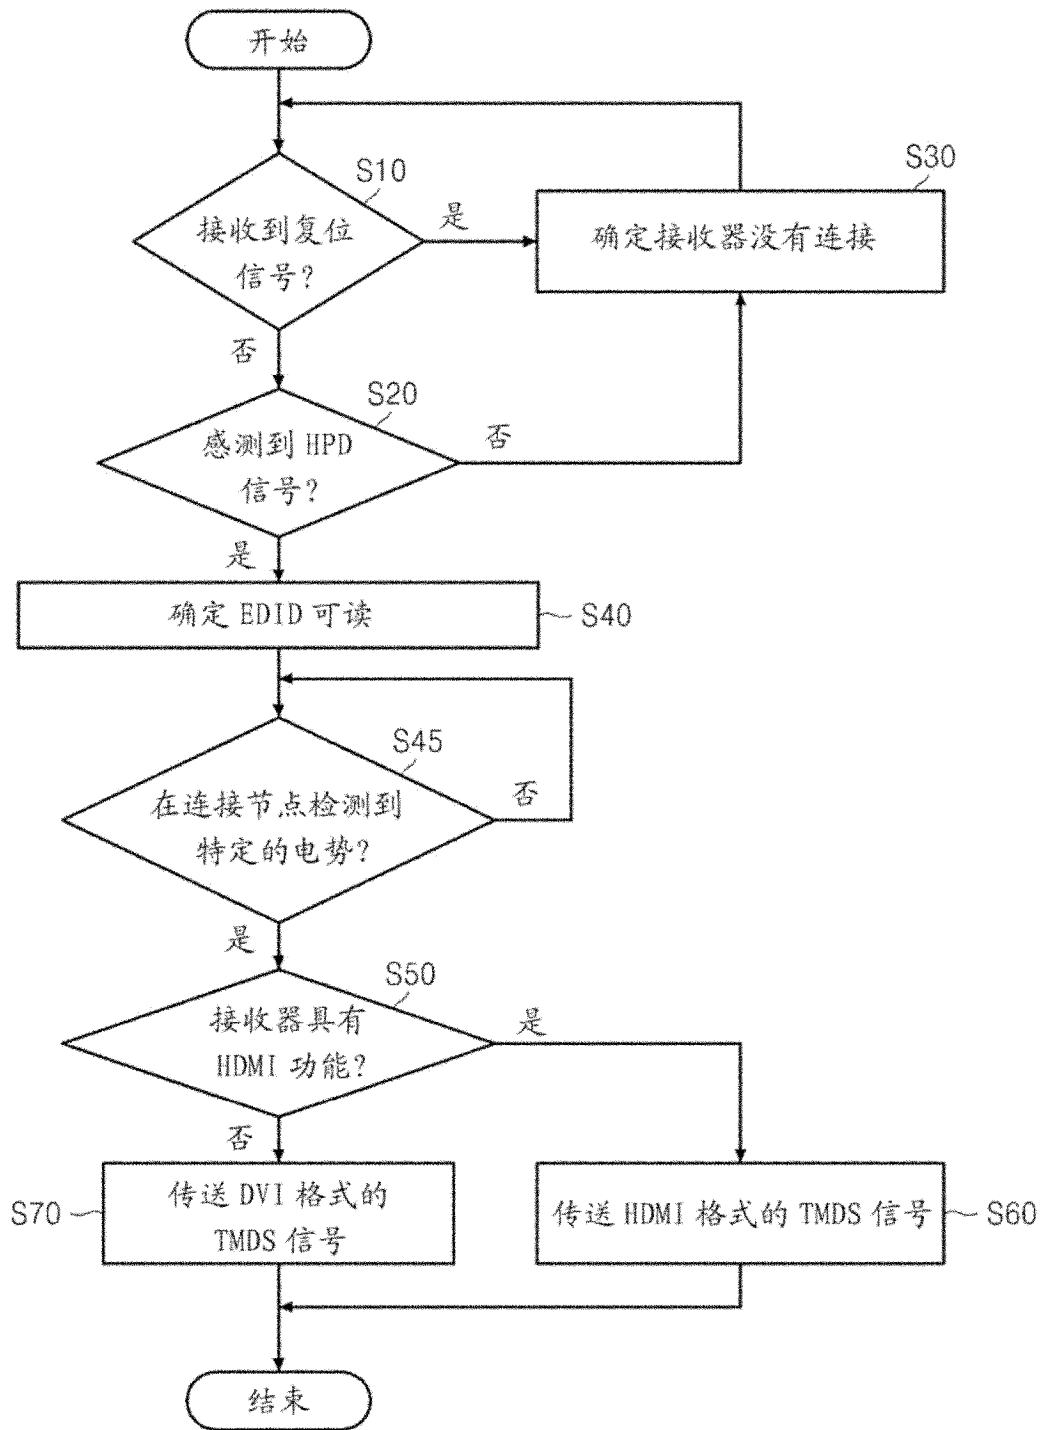 开始
S10
S30
接收到复位
信号?
是
确定接收器没有连接
否
S20
感测到 HPD
信号?
否
是
确定 EDID 可读
S40
S45
在连接节点检测到
特定的电势?
否
是
S50
接收器具有
HDMI 功能?
是
否
S70
传送 DVI 格式的
TMDS 信号
传送 HDMI 格式的 TMDS 信号
S60
结束